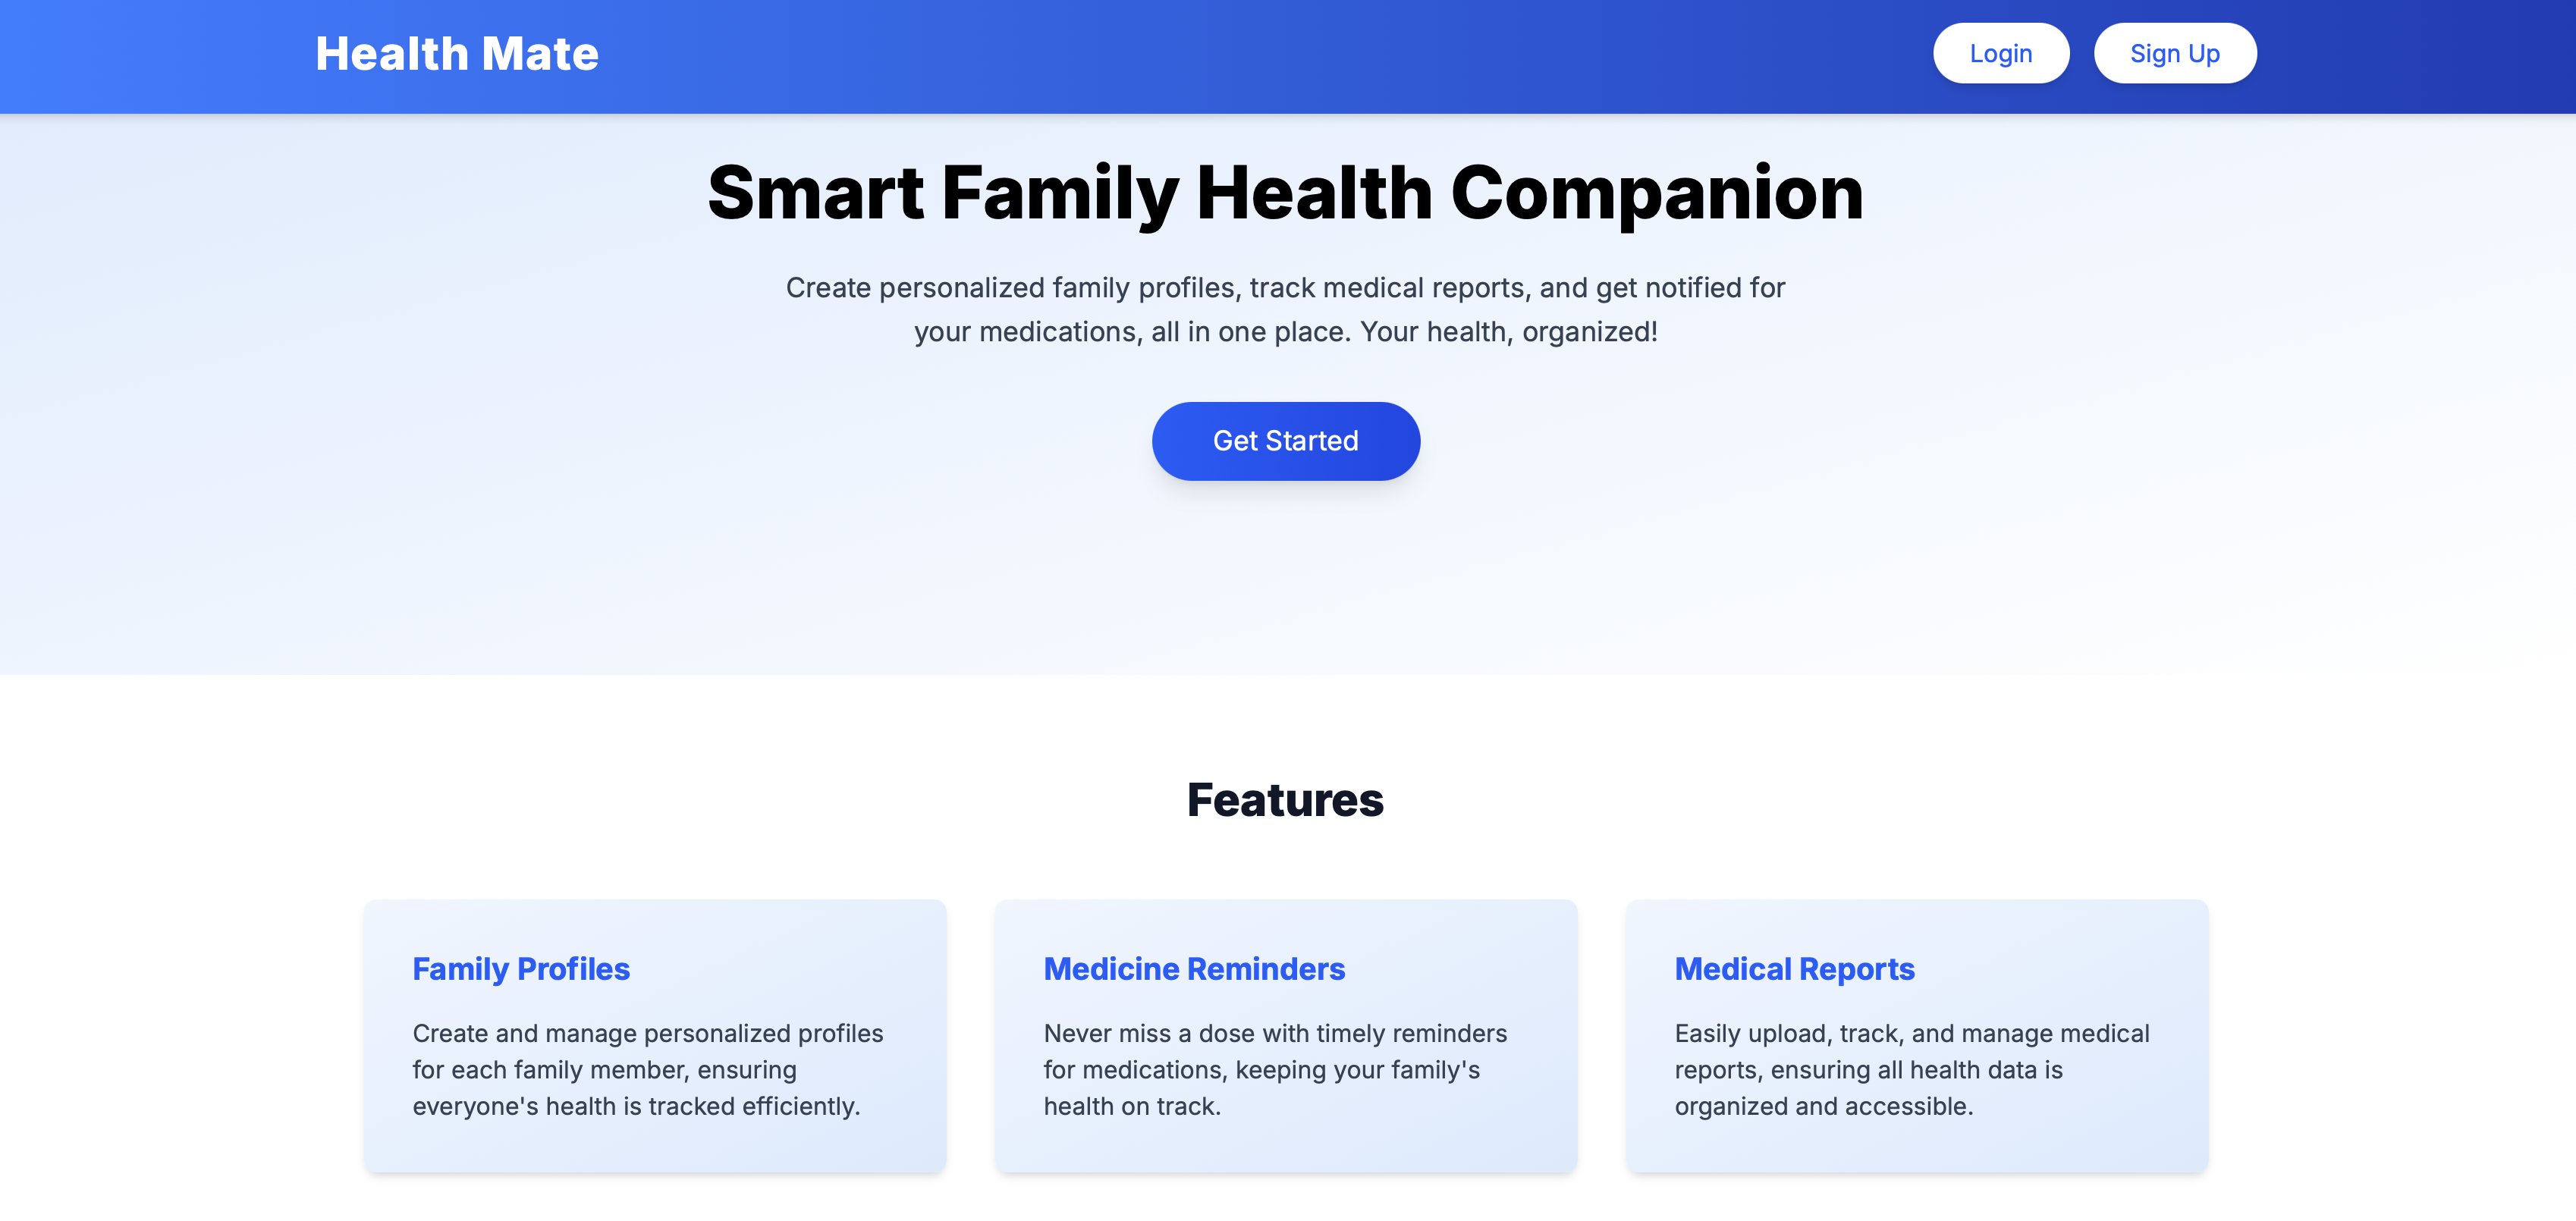 Health Mate
Login
Sign Up
Smart Family Health Companion
Create personalized family profiles, track medical reports, and get notified for
your medications, all in one place. Your health, organized!
Get Started
Features
Family Profiles
Create and manage personalized profiles
for each family member, ensuring
everyone's health is tracked efficiently.
Medicine Reminders
Never miss a dose with timely reminders
for medications, keeping your family's
health on track.
Medical Reports
Easily upload, track, and manage medical
reports, ensuring all health data is
organized and accessible.